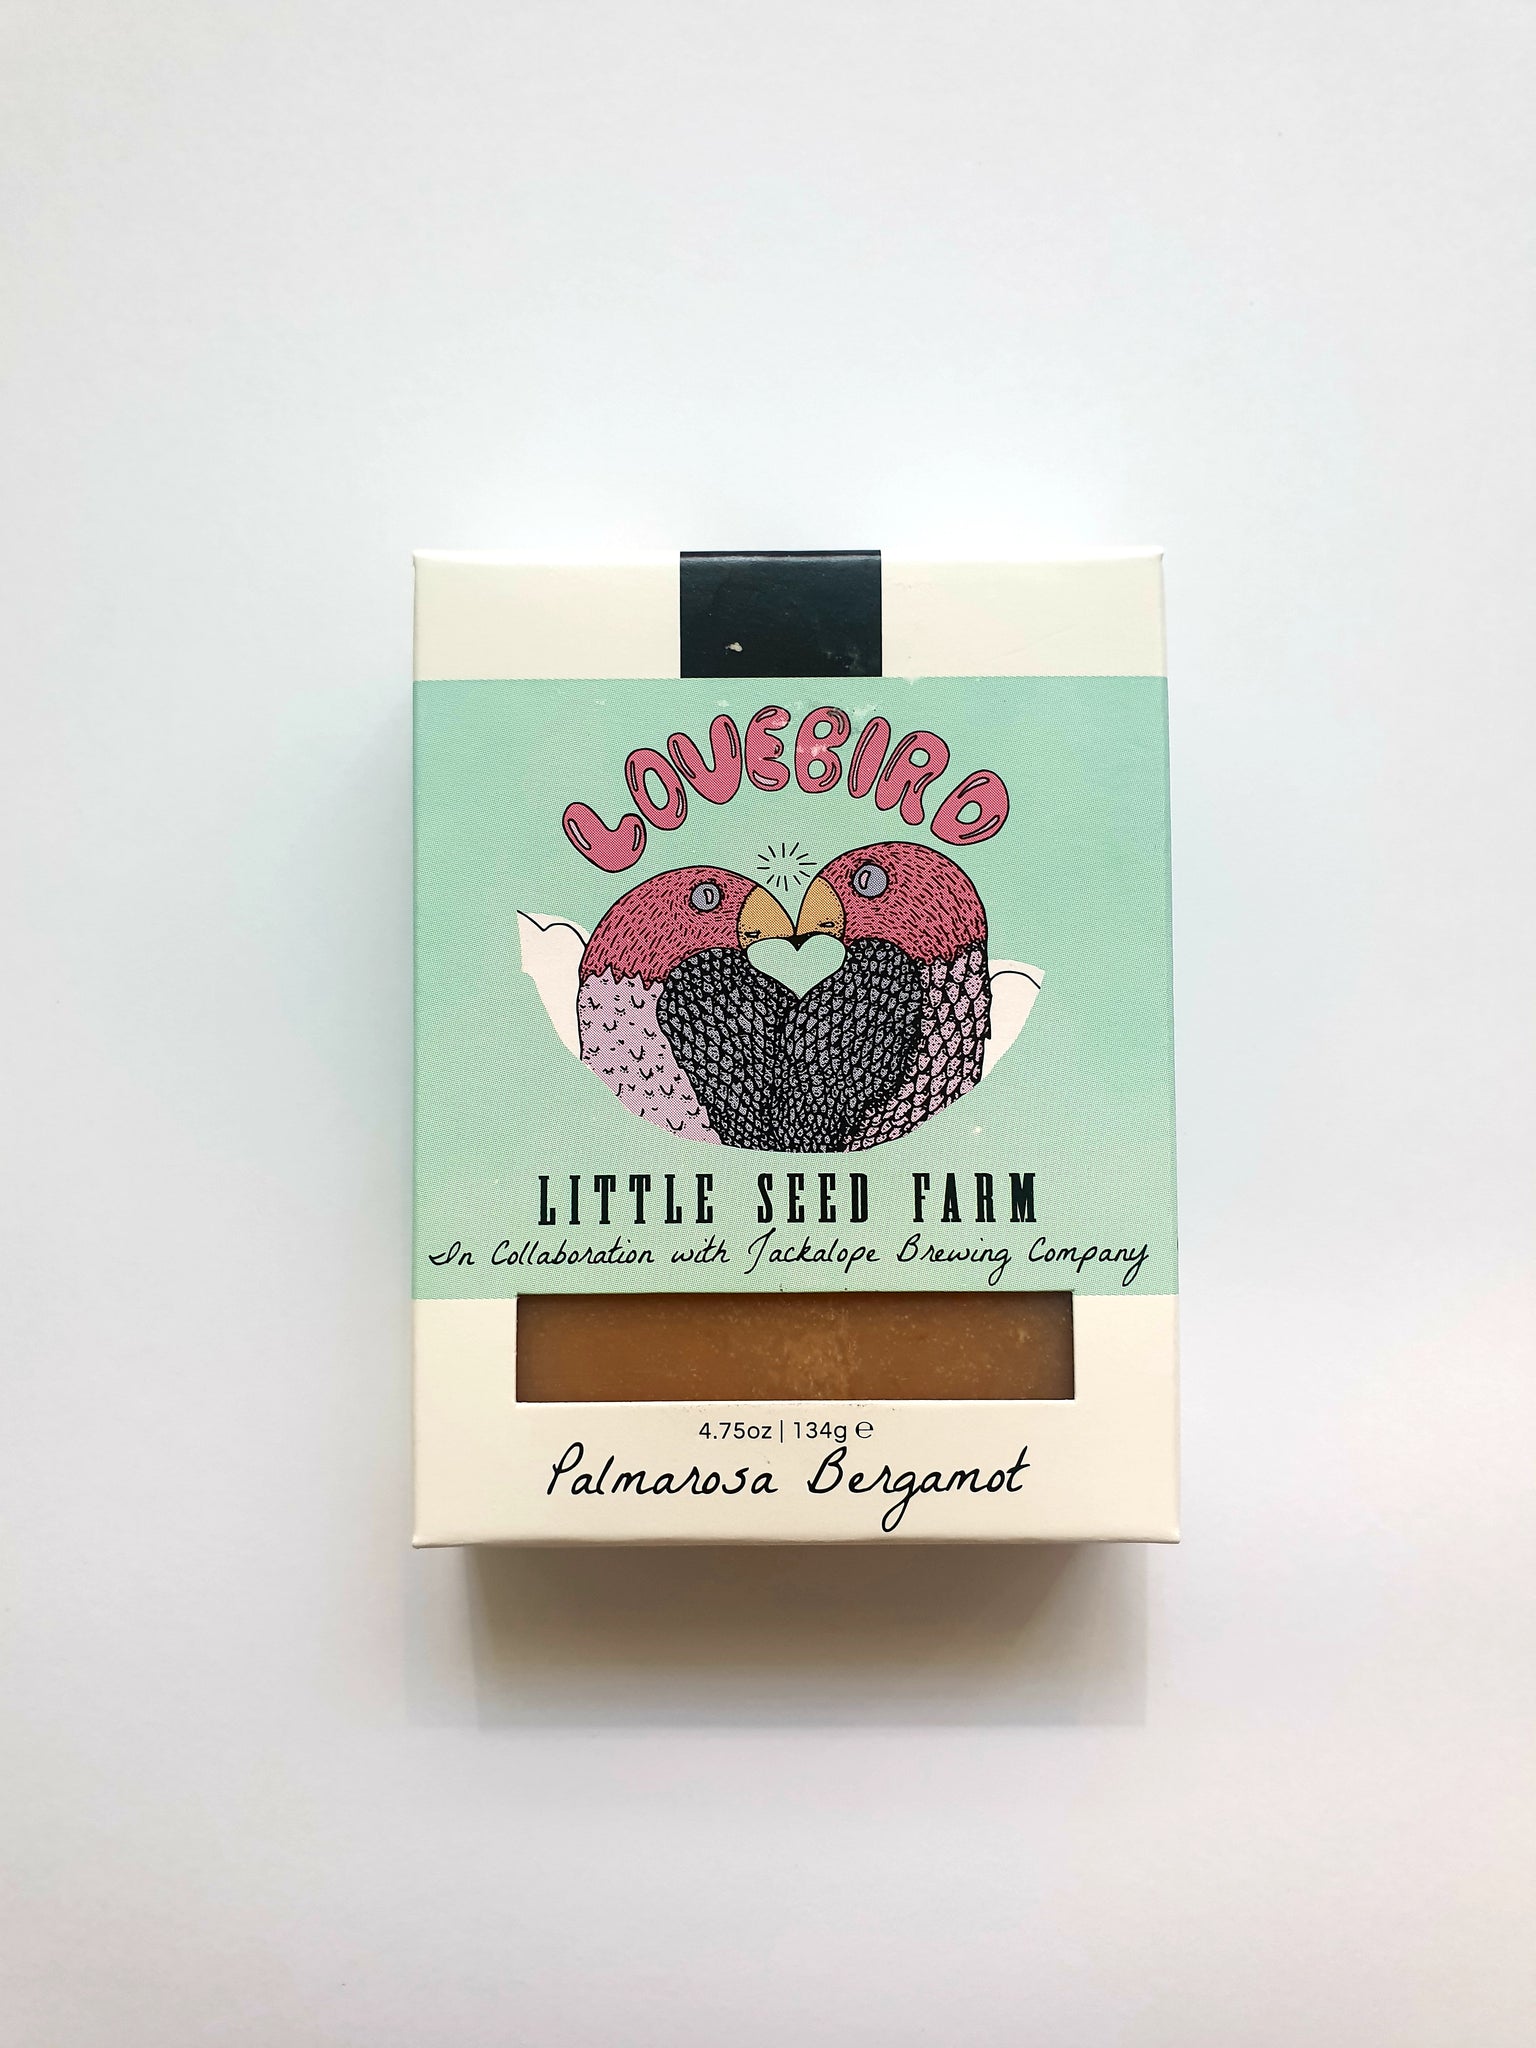 LOVEBIRD
LITTLE SEED FARM
In Collaboration with Jackalope Brewing Company
4.75oz | 134g ℮
Palmarosa Bergamot